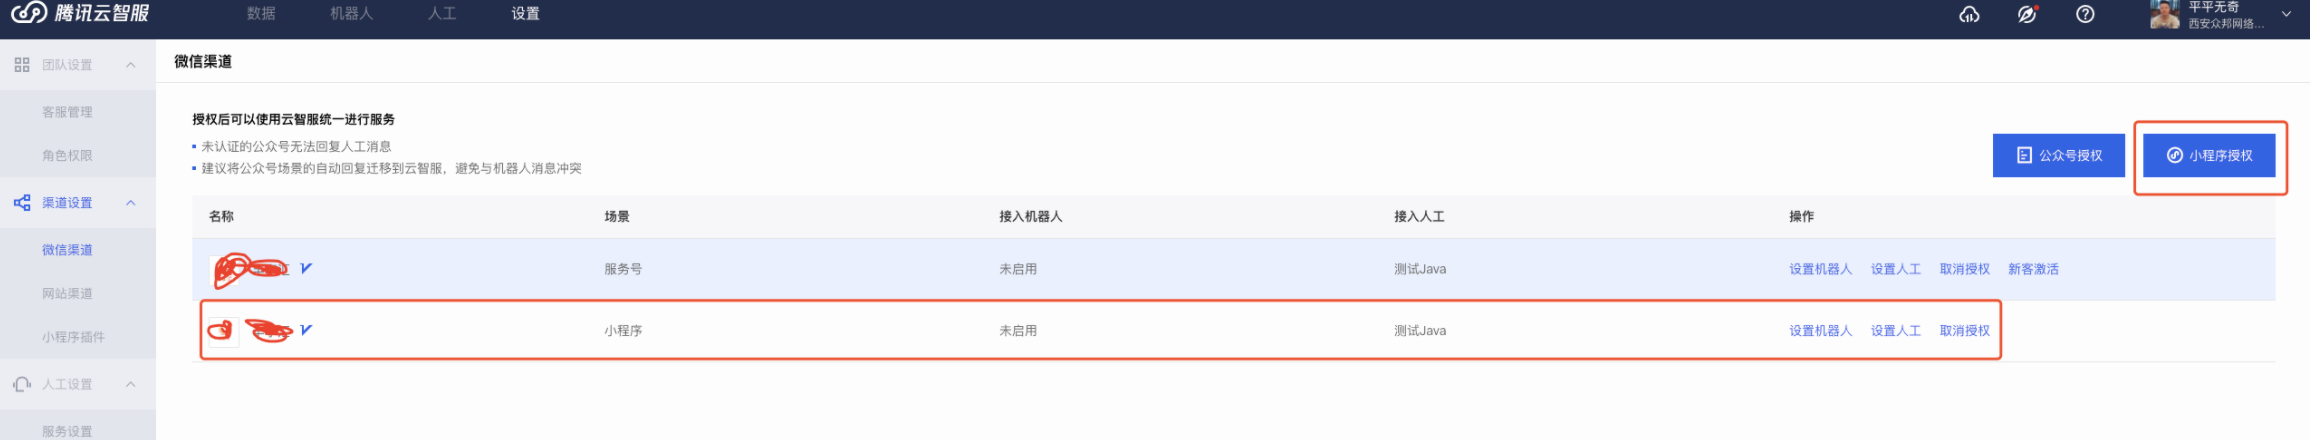 腾讯云智服
数据 机器人 人工 设置
平平无奇
西安众邦网络...
团队设置
客服管理
角色权限
渠道设置
微信渠道
网站渠道
小程序插件
人工设置
服务设置
微信渠道
授权后可以使用云智服统一进行服务
未认证的公众号无法回复人工消息
建议将公众号场景的自动回复迁移到云智服，避免与机器人消息冲突
公众号授权
小程序授权
名称 场景 接入机器人 接入人工 操作
服务号 未启用 测试Java 设置机器人 设置人工 取消授权 新客激活
小程序 未启用 测试Java 设置机器人 设置人工 取消授权